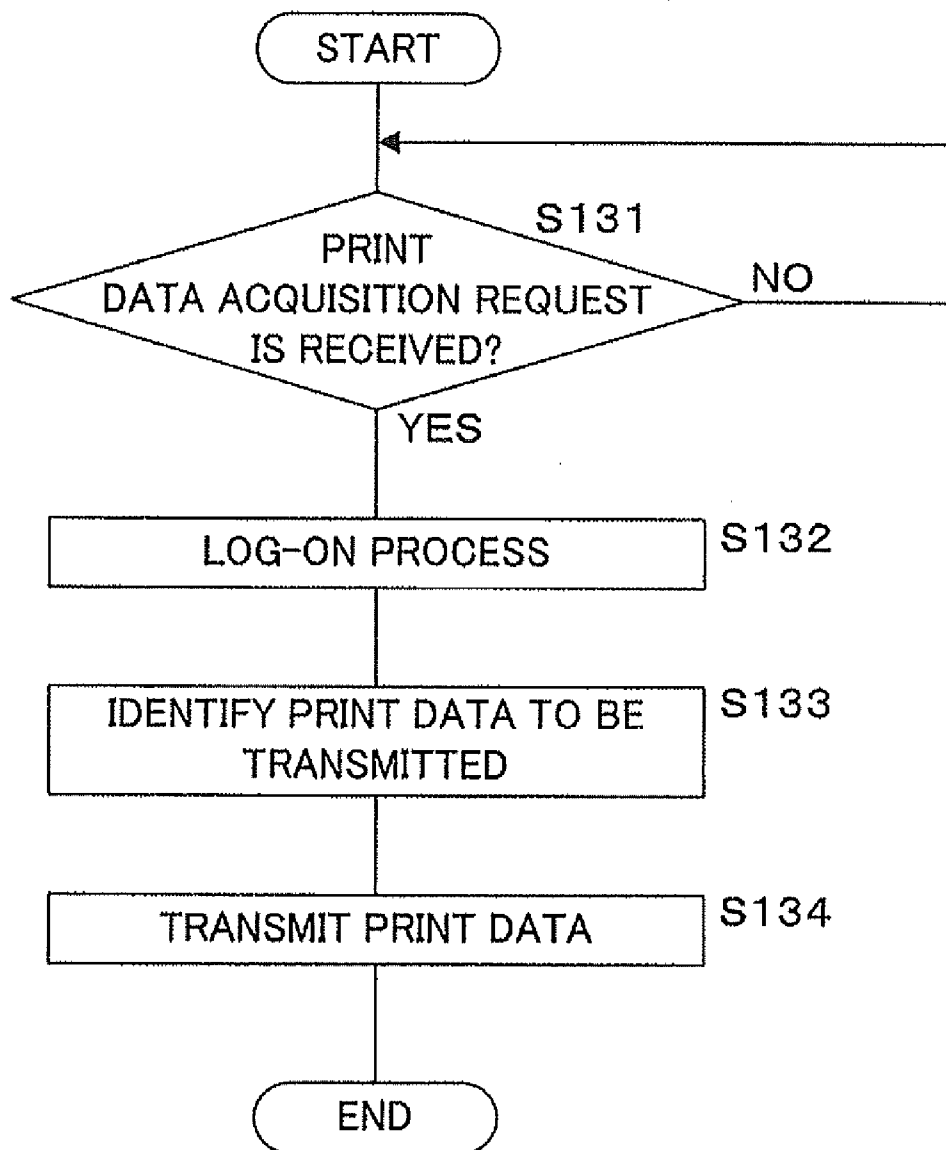 START
S131
PRINT
DATA ACQUISITION REQUEST
IS RECEIVED?
NO
YES
LOG-ON PROCESS
S132
IDENTIFY PRINT DATA TO BE
TRANSMITTED
S133
TRANSMIT PRINT DATA
S134
END